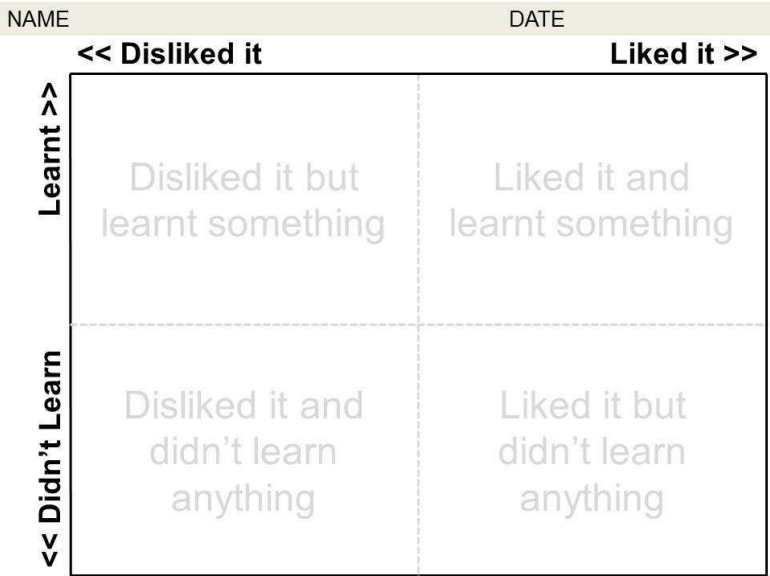 NAME DATE
<< Disliked it Liked it >>
Learnt >>
Disliked it but
learnt something
Liked it and
learnt something
<< Didn't Learn
Disliked it and
didn't learn
anything
Liked it but
didn't learn
anything